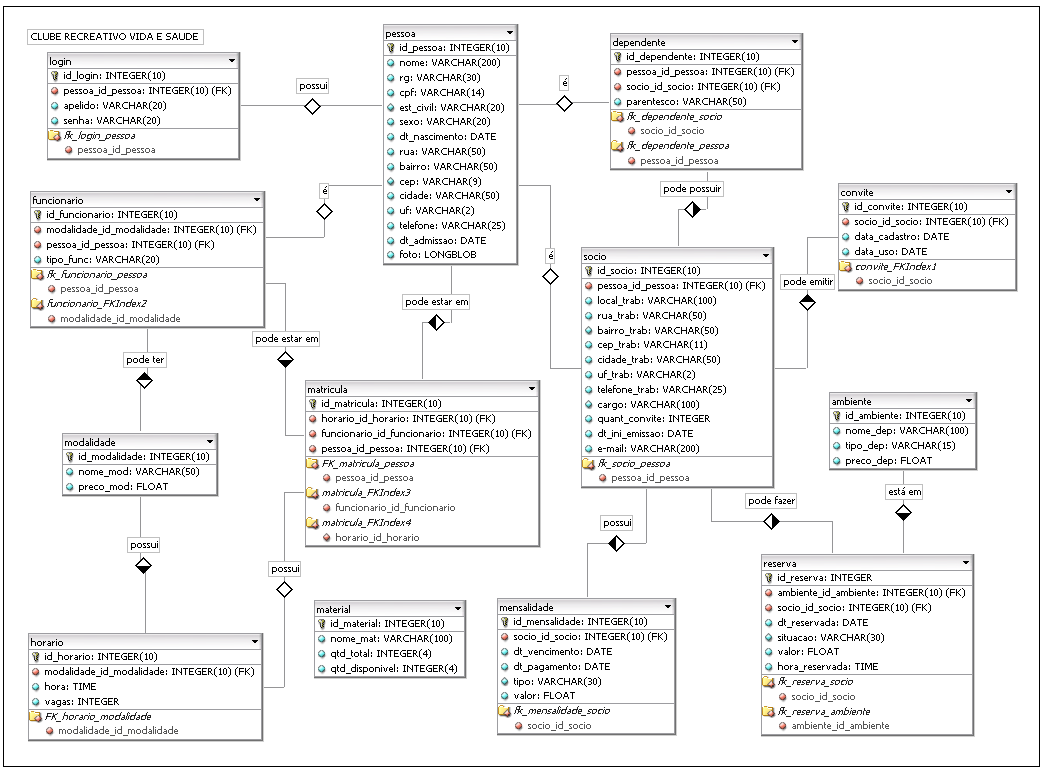 CLUBE RECREATIVO VIDA E SAUDE
login
id_login: INTEGER(10)
pessoa_id_pessoa: INTEGER(10) (FK)
apelido: VARCHAR(20)
senha: VARCHAR(20)
fk_login_pessoa
pessoa_id_pessoa
possui
pessoa
id_pessoa: INTEGER(10)
nome: VARCHAR(200)
rg: VARCHAR(30)
cpf: VARCHAR(14)
est_civil: VARCHAR(20)
sexo: VARCHAR(20)
dt_nascimento: DATE
rua: VARCHAR(50)
bairro: VARCHAR(50)
cep: VARCHAR(9)
cidade: VARCHAR(50)
uf: VARCHAR(2)
telefone: VARCHAR(25)
dt_admissao: DATE
foto: LONGBLOB
é
dependente
id_dependente: INTEGER(10)
pessoa_id_pessoa: INTEGER(10) (FK)
socio_id_socio: INTEGER(10) (FK)
parentesco: VARCHAR(50)
fk_dependente_socio
socio_id_socio
fk_dependente_pessoa
pessoa_id_pessoa
funcionario
id_funcionario: INTEGER(10)
modalidade_id_modalidade: INTEGER(10) (FK)
pessoa_id_pessoa: INTEGER(10) (FK)
tipo_func: VARCHAR(20)
fk_funcionario_pessoa
pessoa_id_pessoa
funcionario_FKIndex2
modalidade_id_modalidade
é
é
pode possuir
convite
id_convite: INTEGER(10)
socio_id_socio: INTEGER(10) (FK)
data_cadastro: DATE
data_uso: DATE
convite_FKIndex1
socio_id_socio
pode emitir
socio
id_socio: INTEGER(10)
pessoa_id_pessoa: INTEGER(10) (FK)
local_trab: VARCHAR(100)
rua_trab: VARCHAR(50)
bairro_trab: VARCHAR(50)
cep_trab: VARCHAR(11)
cidade_trab: VARCHAR(50)
uf_trab: VARCHAR(2)
telefone_trab: VARCHAR(25)
cargo: VARCHAR(100)
quant_convite: INTEGER
dt_ini_emissao: DATE
e-mail: VARCHAR(200)
fk_socio_pessoa
pessoa_id_pessoa
pode estar em
pode estar em
pode ter
matricula
id_matricula: INTEGER(10)
horario_id_horario: INTEGER(10) (FK)
funcionario_id_funcionario: INTEGER(10) (FK)
pessoa_id_pessoa: INTEGER(10) (FK)
FK_matricula_pessoa
pessoa_id_pessoa
matricula_FKIndex3
funcionario_id_funcionario
matricula_FKIndex4
horario_id_horario
modalidade
id_modalidade: INTEGER(10)
nome_mod: VARCHAR(50)
preco_mod: FLOAT
ambiente
id_ambiente: INTEGER(10)
nome_dep: VARCHAR(100)
tipo_dep: VARCHAR(15)
preco_dep: FLOAT
está em
pode fazer
possui
possui
possui
horario
id_horario: INTEGER(10)
modalidade_id_modalidade: INTEGER(10) (FK)
hora: TIME
vagas: INTEGER
FK_horario_modalidade
modalidade_id_modalidade
material
id_material: INTEGER(10)
nome_mat: VARCHAR(100)
qtd_total: INTEGER(4)
qtd_disponivel: INTEGER(4)
mensalidade
id_mensalidade: INTEGER(10)
socio_id_socio: INTEGER(10) (FK)
dt_vencimento: DATE
dt_pagamento: DATE
tipo: VARCHAR(30)
valor: FLOAT
fk_mensalidade_socio
socio_id_socio
reserva
id_reserva: INTEGER
ambiente_id_ambiente: INTEGER(10) (FK)
socio_id_socio: INTEGER(10) (FK)
dt_reservada: DATE
situacao: VARCHAR(30)
valor: FLOAT
hora_reservada: TIME
fk_reserva_socio
socio_id_socio
fk_reserva_ambiente
ambiente_id_ambiente